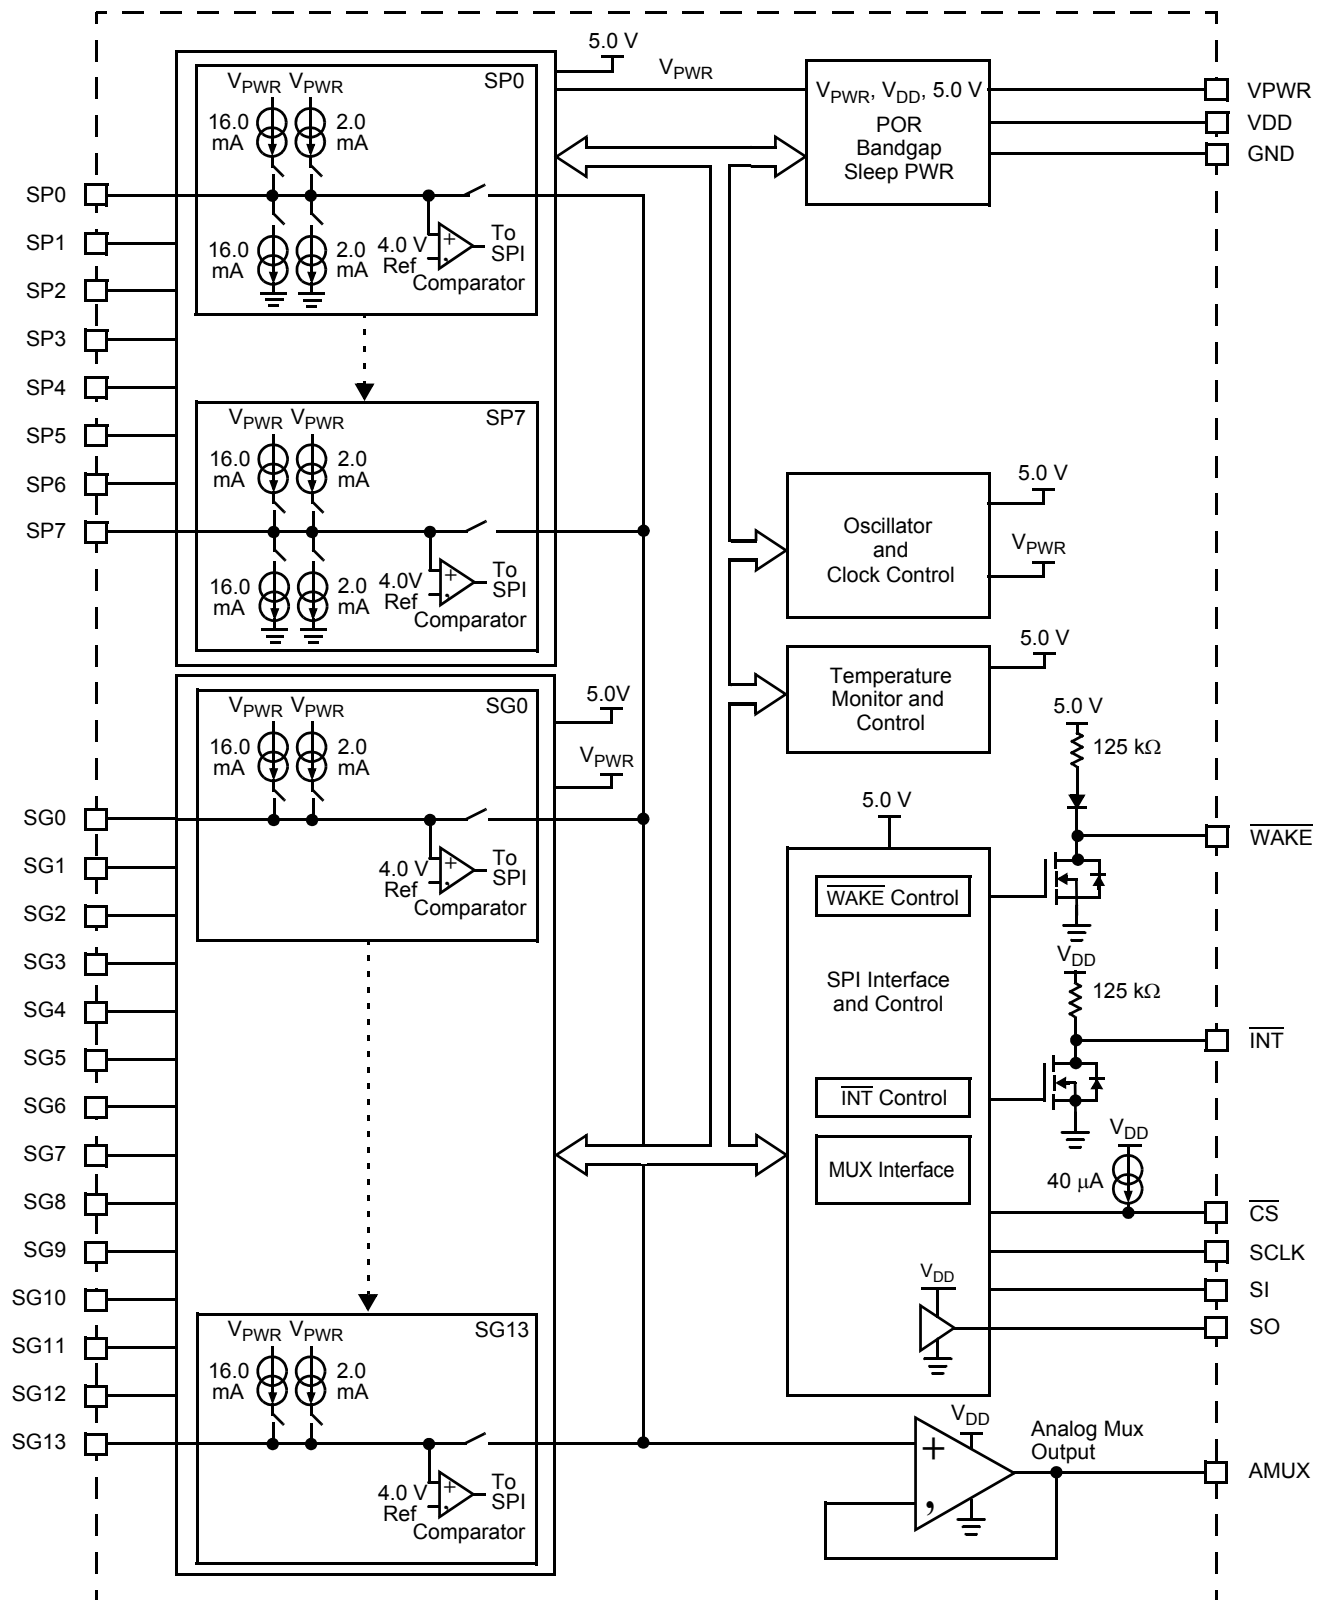 5.0 V
VPWR
VPWR VPWR
SP0
16.0 mA
2.0 mA
16.0 mA
2.0 mA
4.0 V Ref
+
To SPI
Comparator
SP0
SP1
SP2
SP3
SP4
SP5
SP6
SP7
VPWR VPWR
SP7
16.0 mA
2.0 mA
16.0 mA
2.0 mA
4.0V Ref
+
To SPI
Comparator
VPWR VPWR
SG0
16.0 mA
2.0 mA
4.0 V Ref
+
To SPI
Comparator
5.0V
VPWR
SG0
SG1
SG2
SG3
SG4
SG5
SG6
SG7
SG8
SG9
SG10
SG11
SG12
SG13
VPWR VPWR
SG13
16.0 mA
2.0 mA
4.0 V Ref
+
To SPI
Comparator
VPWR, VDD, 5.0 V
POR
Bandgap
Sleep PWR
VPWR
VDD
GND
Oscillator
and
Clock Control
5.0 V
VPWR
Temperature
Monitor and
Control
5.0 V
5.0 V
125 kΩ
WAKE
5.0 V
WAKE Control
SPI Interface
and Control
INT Control
MUX Interface
VDD
125 kΩ
INT
VDD
40 μA
CS
SCLK
SI
SO
VDD
VDD
+
,
Analog Mux
Output
AMUX